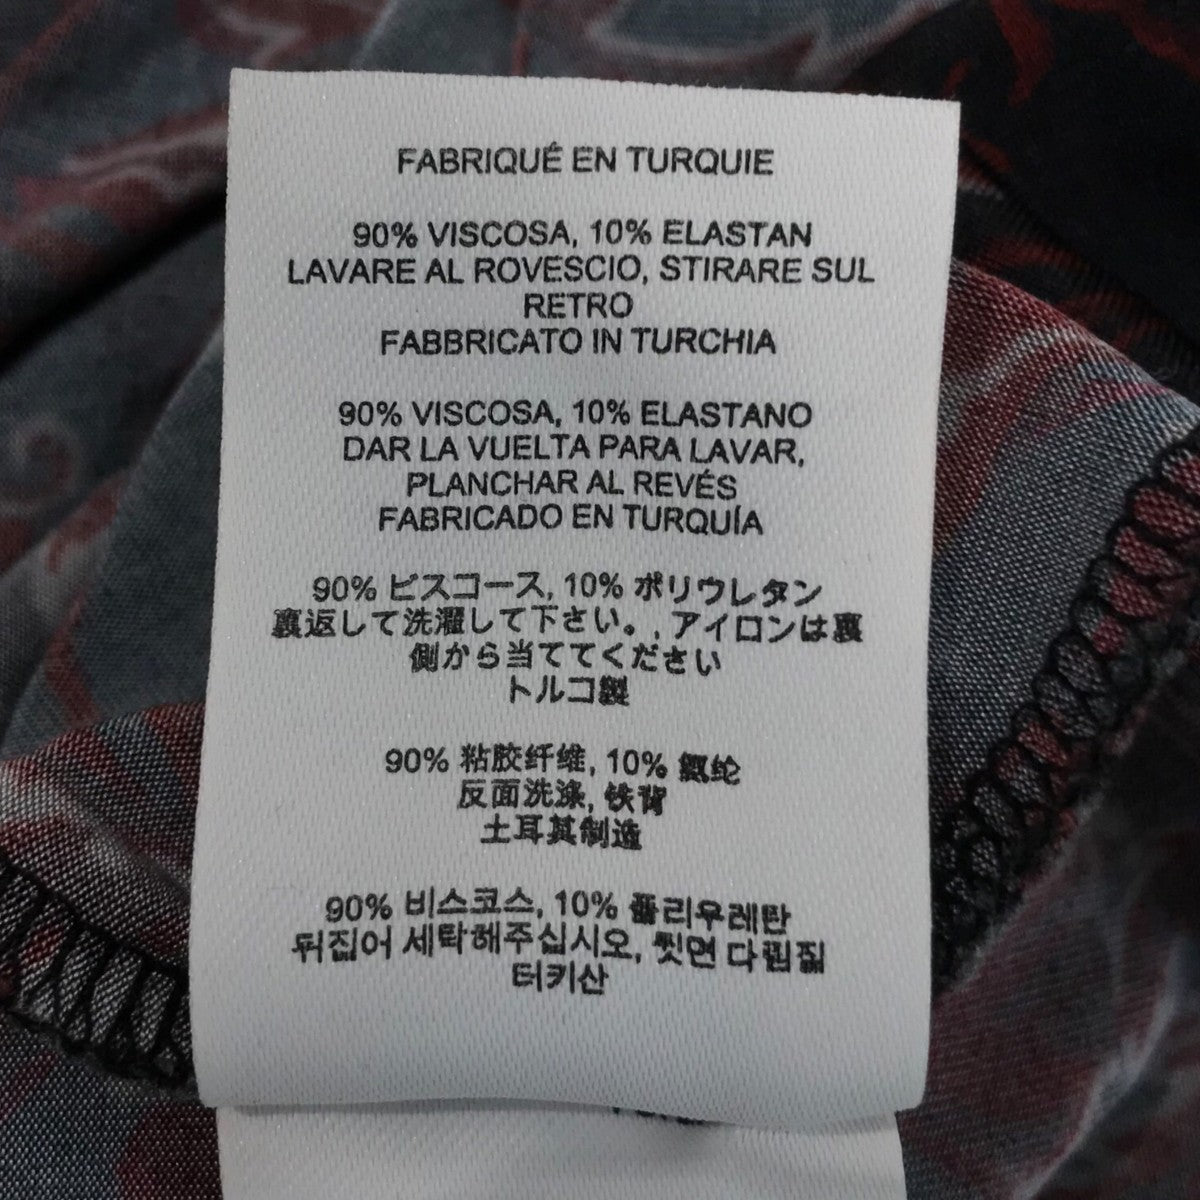 FABRIQUÉ EN TURQUIE
90% VISCOSA, 10% ELASTAN
LAVARE AL ROVESCIO, STIRARE SUL
RETRO
FABBRICATO IN TURCHIA
90% VISCOSA, 10% ELASTANO
DAR LA VUELTA PARA LAVAR,
PLANCHAR AL REVÉS
FABRICADO EN TURQUÍA
90% ビスコース, 10% ポリウレタン
裏返して洗濯して下さい。, アイロンは裏
側から当ててください
トルコ製
90% 粘胶纤维, 10% 氨纶
反面洗涤, 铁背
土耳其制造
90% 비스코스, 10% 폴리우레탄
뒤집어 세탁해주십시오, 뒷면 다림질
터키산